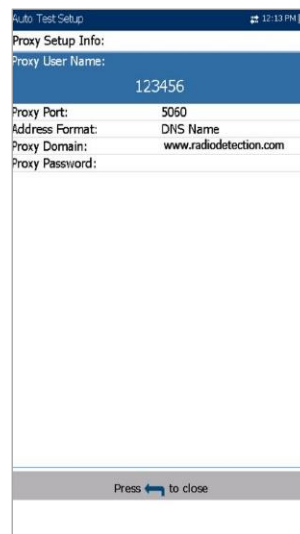 Auto Test Setup 12:13 PM
Proxy Setup Info:
Proxy User Name:
123456
Proxy Port: 5060
Address Format: DNS Name
Proxy Domain: www.radiodetection.com
Proxy Password:
Press to close